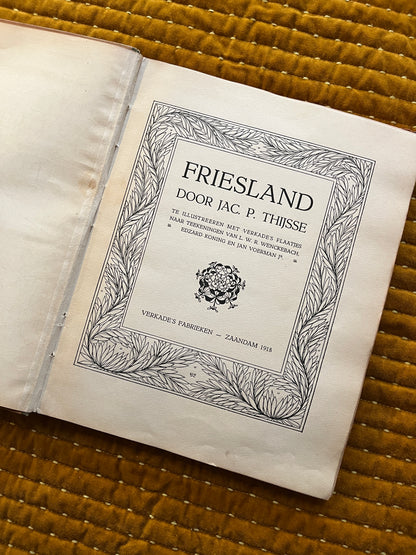 FRIESLAND
DOOR JAC. P. THIJSSE
TE ILLUSTREEREN MET VERKADE'S PLAATJES
NAAR TEEKENINGEN VAN L. W. R. WENCKEBACH,
EDZARD KONING EN JAN VOERMAN Jr.
VERKADE'S FABRIEKEN — ZAANDAM 1918